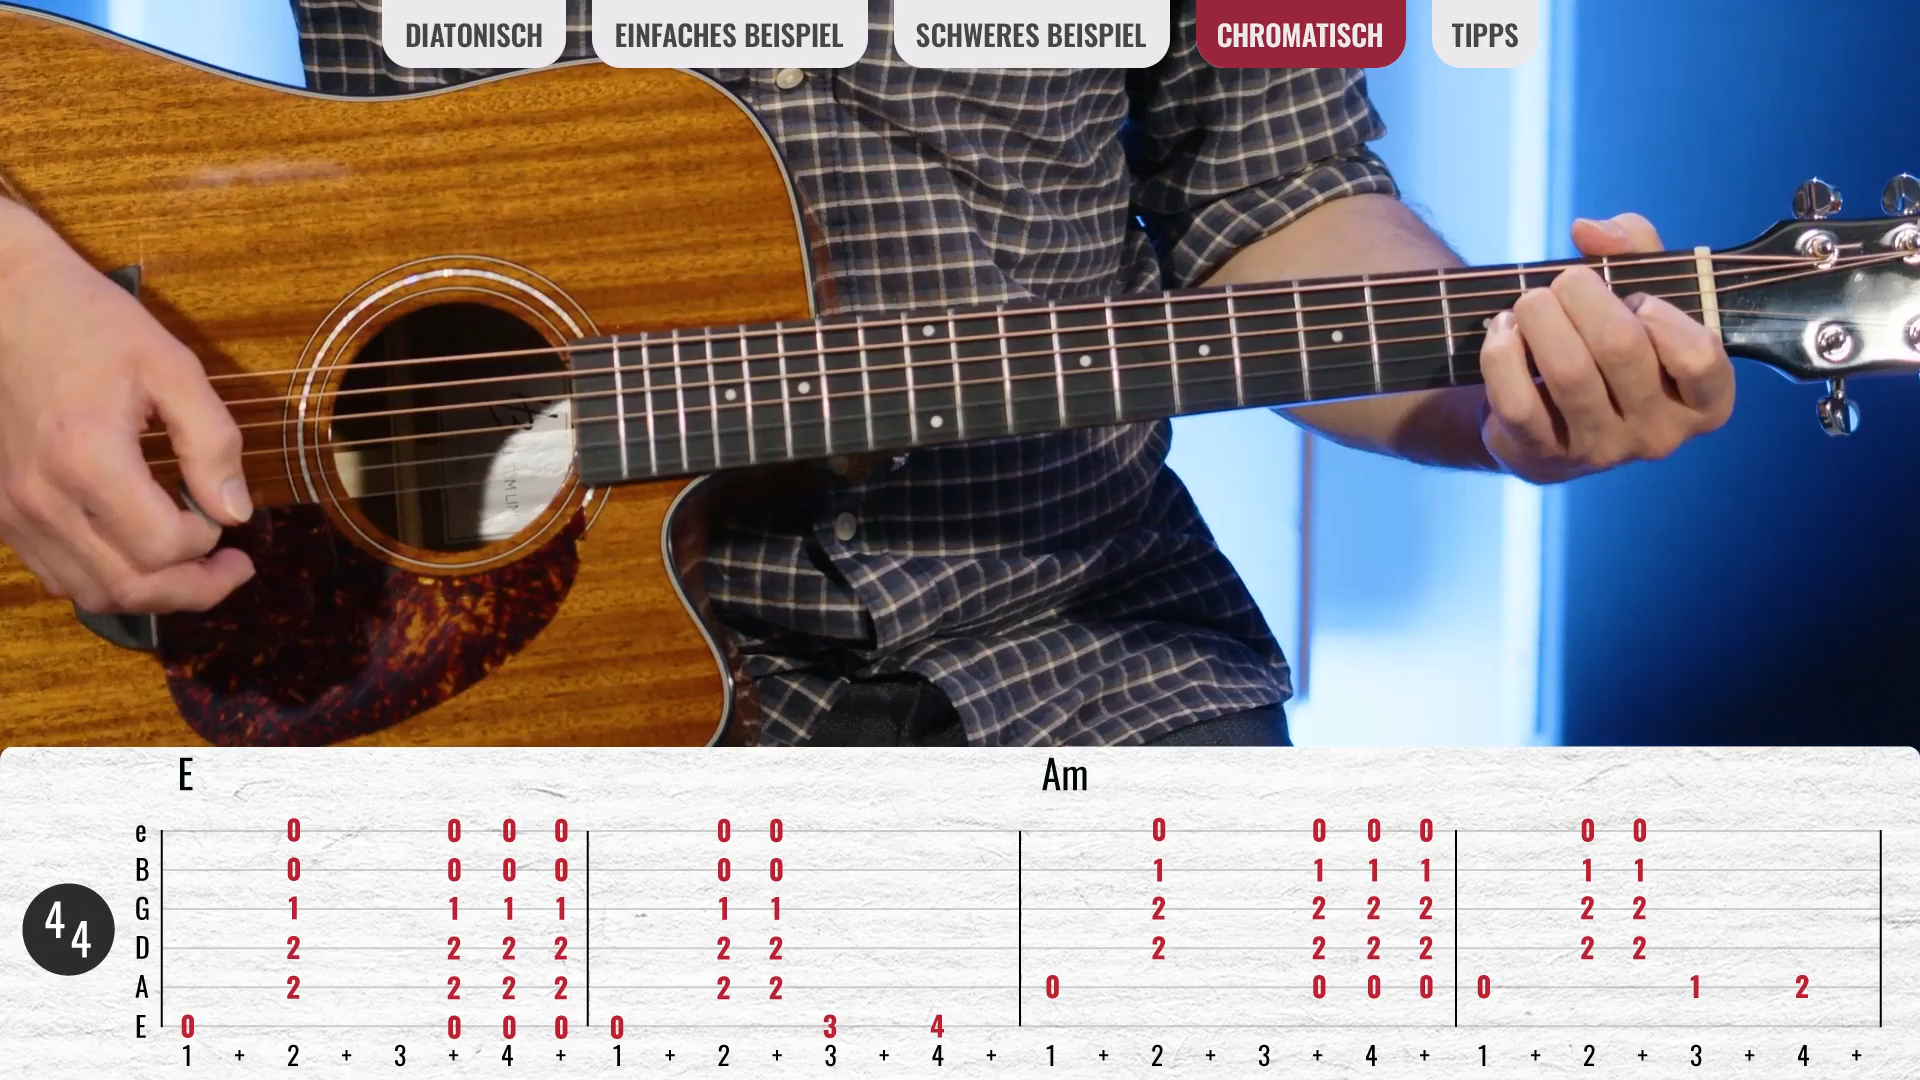 DIATONISCH EINFACHES BEISPIEL SCHWERES BEISPIEL CHROMATISCH TIPPS
E Am
e 0 0 0 0 0 0 0 0 0 0 0 0
B 0 0 0 0 0 0 1 1 1 1 1 1
G 1 1 1 1 1 1 2 2 2 2 2 2
4 4
D 2 2 2 2 2 2 2 2 2 2 2 2
A 2 2 2 2 2 2 0 0 0 0 0 1 2
E 0 0 0 0 0 3 4
1 + 2 + 3 + 4 + 1 + 2 + 3 + 4 + 1 + 2 + 3 + 4 + 1 + 2 + 3 + 4 +